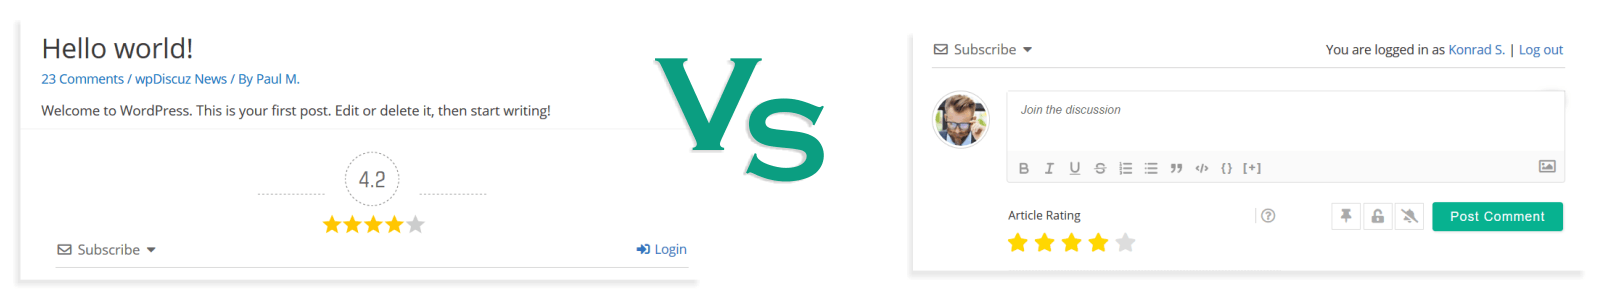 Hello world!
23 Comments / wpDiscuz News / By Paul M.
Welcome to WordPress. This is your first post. Edit or delete it, then start writing!
4.2
Subscribe
Login
VS
Subscribe
You are logged in as Konrad S. | Log out
Join the discussion
B I U S </> {} [+]
Article Rating
?
Post Comment